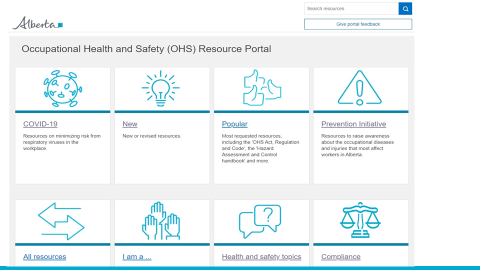 Search resources
Alberta
Give portal feedback
Occupational Health and Safety (OHS) Resource Portal
COVID-19
Resources on minimizing risk from
respiratory viruses in the
workplace.
New
New or revised resources
Popular
Most requested resources,
including the 'OHS Act, Regulation
and Code', the 'Hazard
Assessment and Control
handbook' and more.
Prevention Initiative
Resources to raise awareness
about the occupational diseases
and injuries that most affect
workers in Alberta.
All resources
I am a ...
Health and safety topics
Compliance